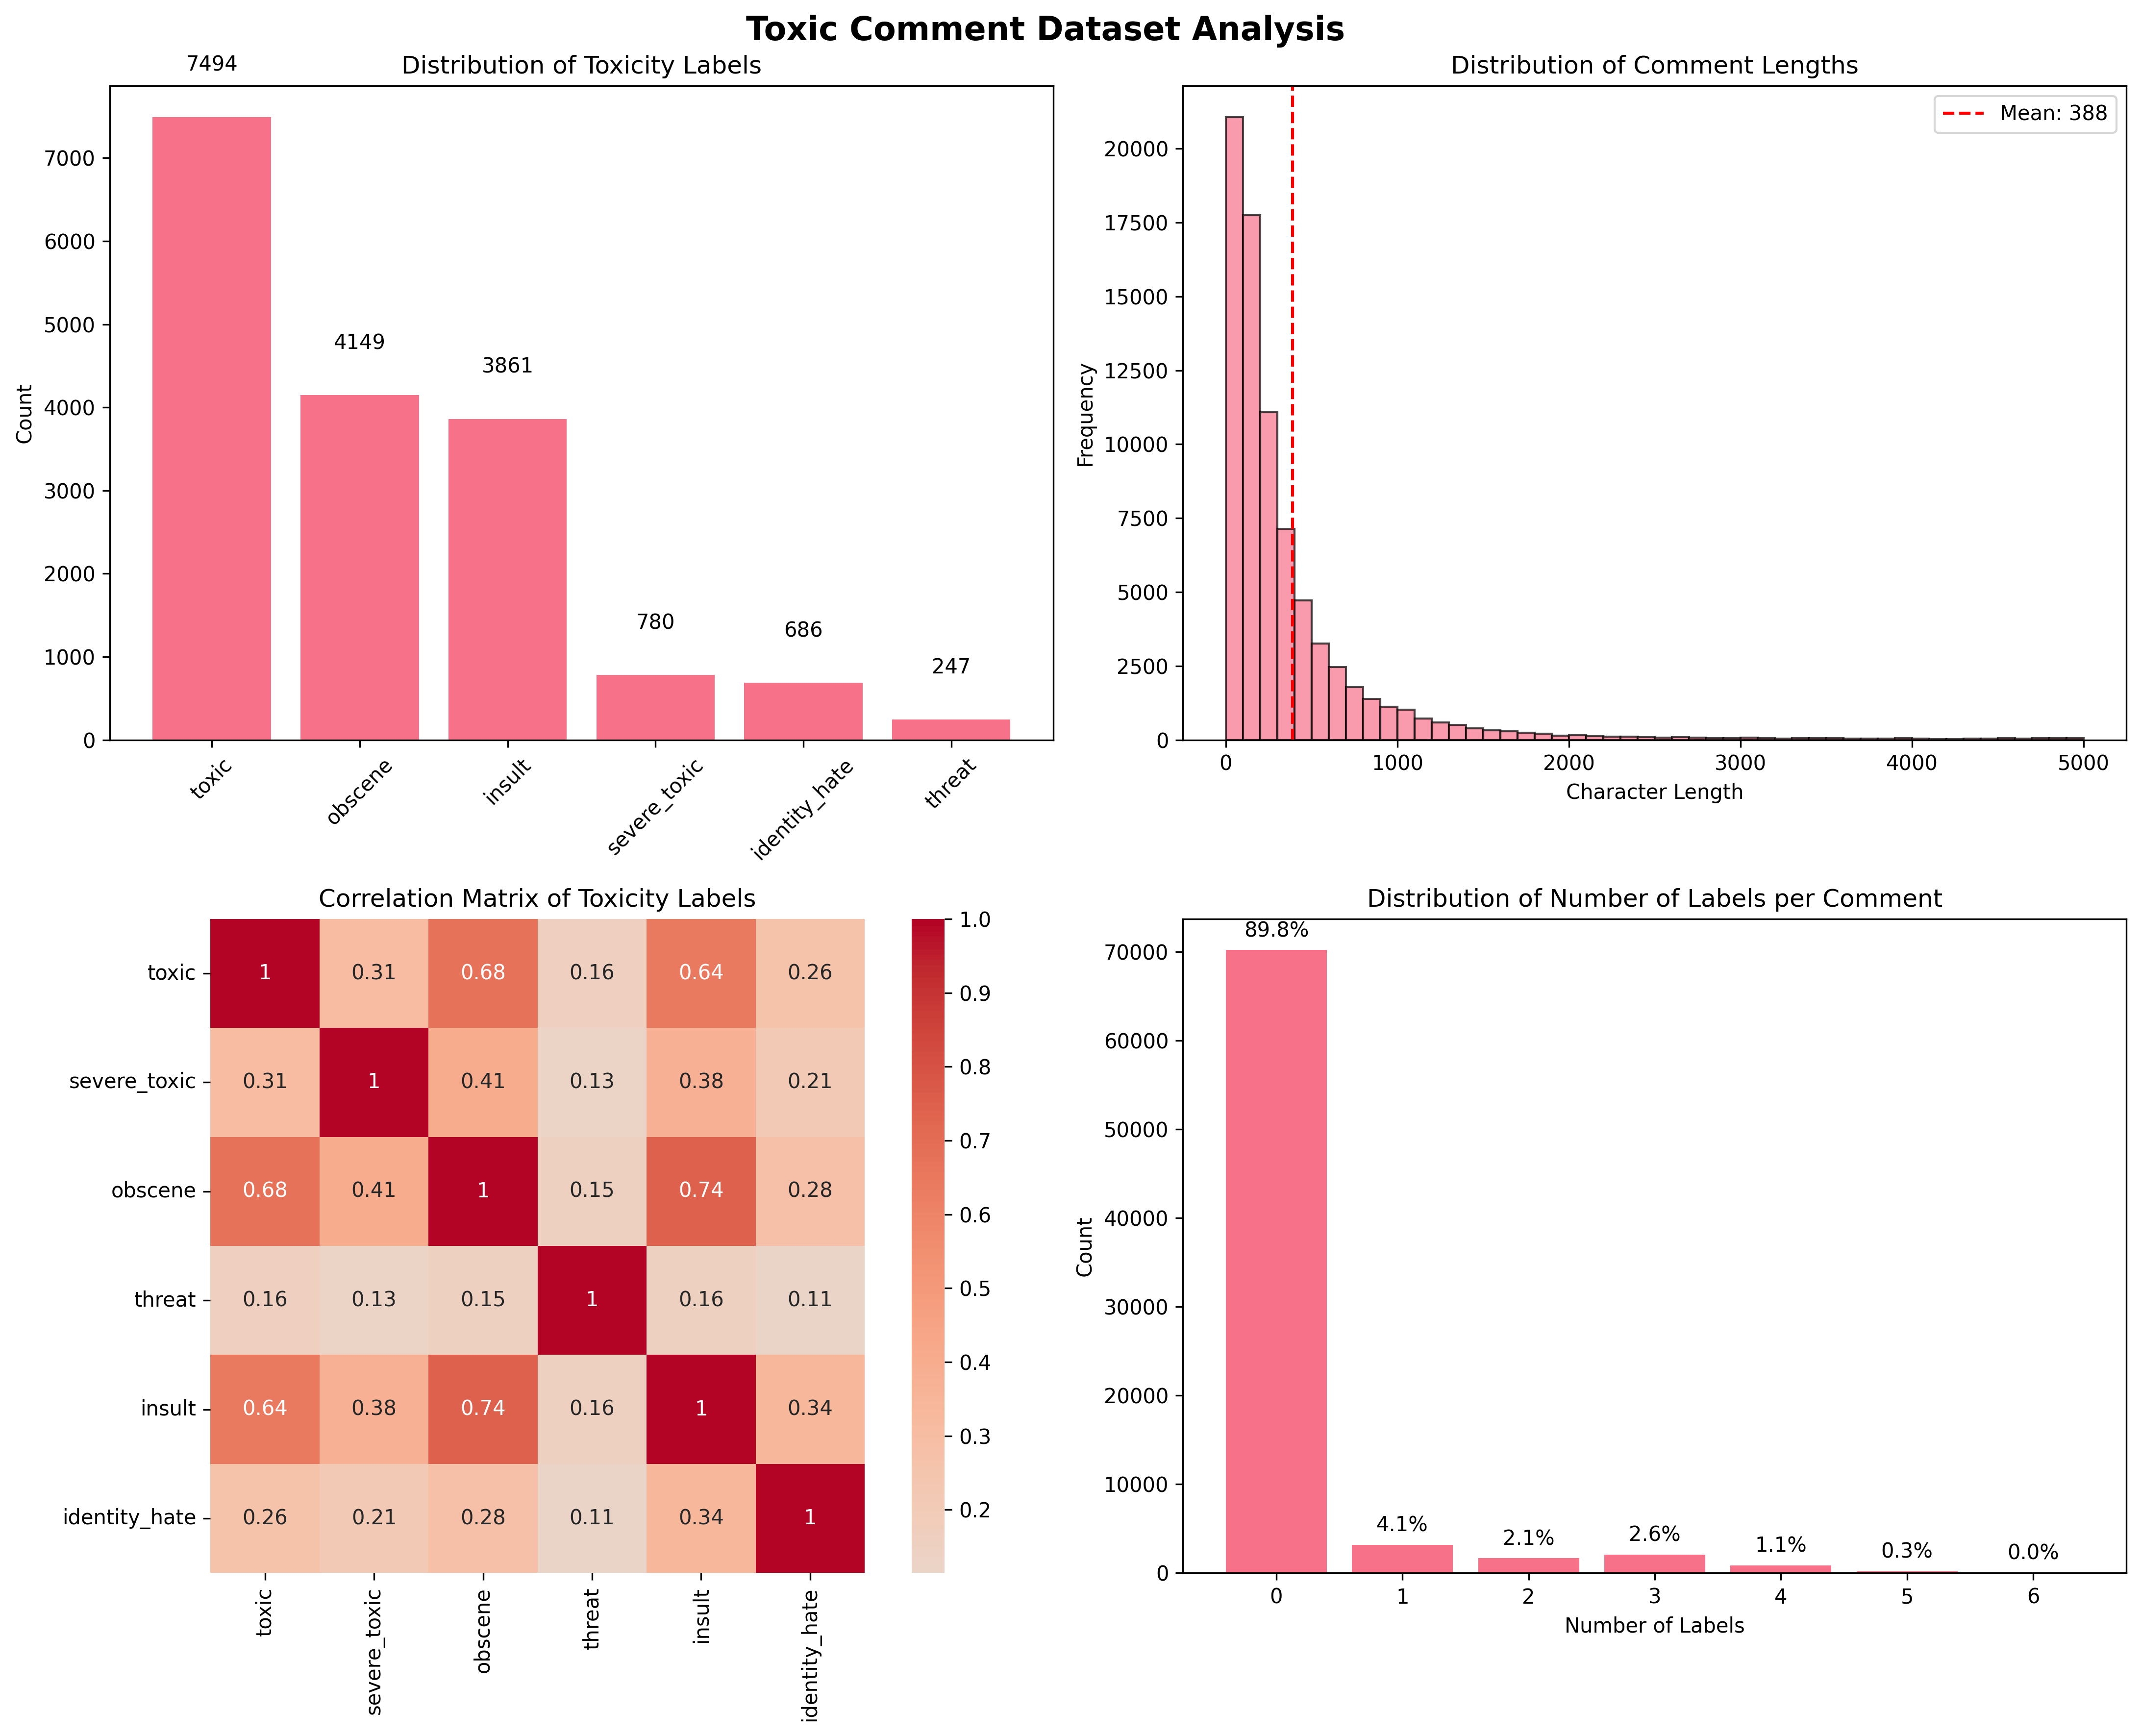 Toxic Comment Dataset Analysis
Distribution of Toxicity Labels
7494
4149
3861
780
686
247
7000
6000
5000
4000
3000
2000
1000
0
Count
toxic
obscene
insult
severe_toxic
identity_hate
threat
Distribution of Comment Lengths
Mean: 388
20000
17500
15000
12500
10000
7500
5000
2500
0
Frequency
0 1000 2000 3000 4000 5000
Character Length
Correlation Matrix of Toxicity Labels
toxic 1 0.31 0.68 0.16 0.64 0.26
severe_toxic 0.31 1 0.41 0.13 0.38 0.21
obscene 0.68 0.41 1 0.15 0.74 0.28
threat 0.16 0.13 0.15 1 0.16 0.11
insult 0.64 0.38 0.74 0.16 1 0.34
identity_hate 0.26 0.21 0.28 0.11 0.34 1
toxic
severe_toxic
obscene
threat
insult
identity_hate
1.0
0.9
0.8
0.7
0.6
0.5
0.4
0.3
0.2
Distribution of Number of Labels per Comment
89.8%
4.1%
2.1%
2.6%
1.1%
0.3%
0.0%
70000
60000
50000
40000
30000
20000
10000
0
Count
0 1 2 3 4 5 6
Number of Labels